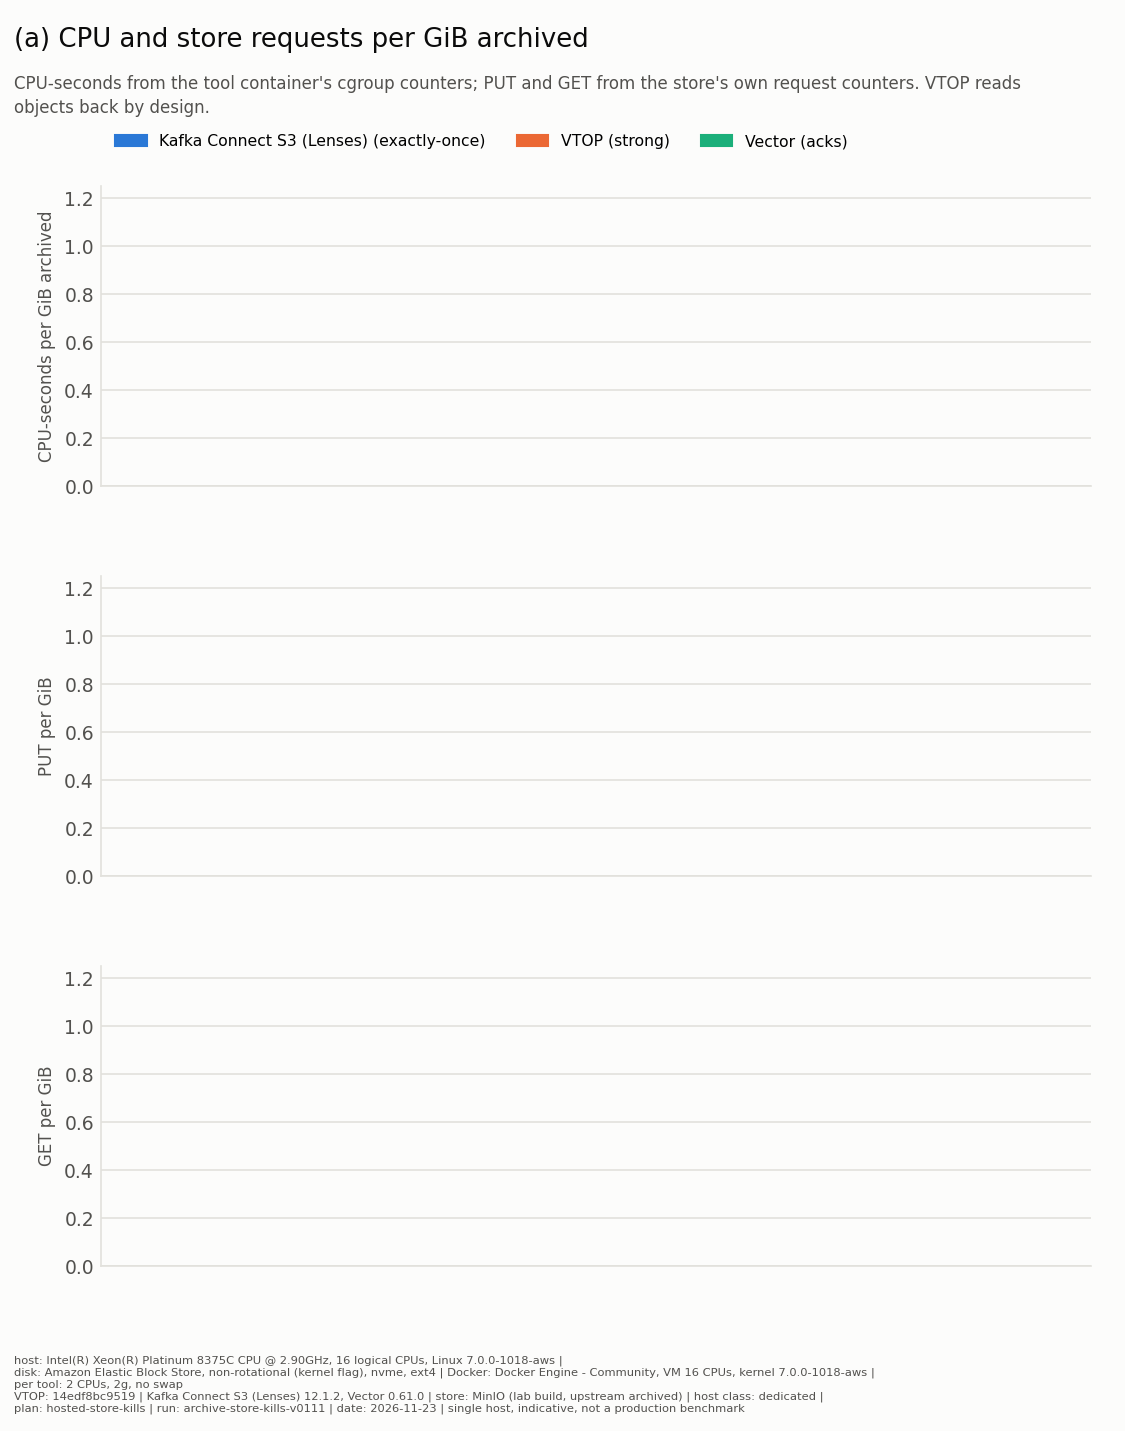 (a) CPU and store requests per GiB archived
CPU-seconds from the tool container's cgroup counters; PUT and GET from the store's own request counters. VTOP reads
objects back by design.
Kafka Connect S3 (Lenses) (exactly-once)
VTOP (strong)
Vector (acks)
CPU-seconds per GiB archived
1.2
1.0
0.8
0.6
0.4
0.2
0.0
PUT per GiB
1.2
1.0
0.8
0.6
0.4
0.2
0.0
GET per GiB
1.2
1.0
0.8
0.6
0.4
0.2
0.0
host: Intel(R) Xeon(R) Platinum 8375C CPU @ 2.90GHz, 16 logical CPUs, Linux 7.0.0-1018-aws |
disk: Amazon Elastic Block Store, non-rotational (kernel flag), nvme, ext4 | Docker: Docker Engine - Community, VM 16 CPUs, kernel 7.0.0-1018-aws |
per tool: 2 CPUs, 2g, no swap
VTOP: 14edf8bc9519 | Kafka Connect S3 (Lenses) 12.1.2, Vector 0.61.0 | store: MinIO (lab build, upstream archived) | host class: dedicated |
plan: hosted-store-kills | run: archive-store-kills-v0111 | date: 2026-11-23 | single host, indicative, not a production benchmark